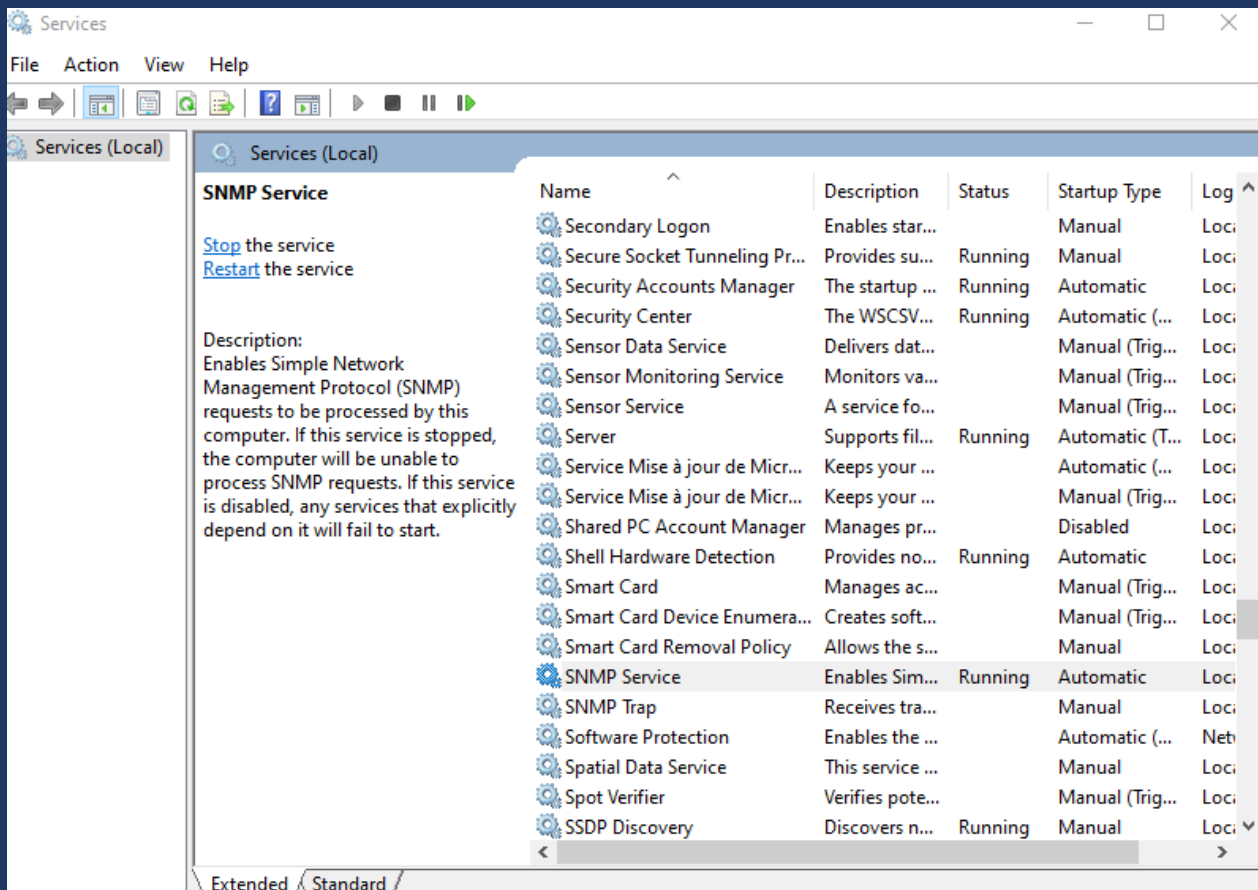 Services
File Action View Help
Services (Local)
Services (Local)
SNMP Service
Stop the service
Restart the service
Description:
Enables Simple Network
Management Protocol (SNMP)
requests to be processed by this
computer. If this service is stopped,
the computer will be unable to
process SNMP requests. If this service
is disabled, any services that explicitly
depend on it will fail to start.
Name Description Status Startup Type Log
Secondary Logon Enables star... Manual Loca
Secure Socket Tunneling Pr... Provides su... Running Manual Loca
Security Accounts Manager The startup ... Running Automatic Loca
Security Center The WSCSV... Running Automatic (... Loca
Sensor Data Service Delivers dat... Manual (Trig... Loca
Sensor Monitoring Service Monitors va... Manual (Trig... Loca
Sensor Service A service fo... Manual (Trig... Loca
Server Supports fil... Running Automatic (T... Loca
Service Mise à jour de Micr... Keeps your ... Automatic (... Loca
Service Mise à jour de Micr... Keeps your ... Manual (Trig... Loca
Shared PC Account Manager Manages pr... Disabled Loca
Shell Hardware Detection Provides no... Running Automatic Loca
Smart Card Manages ac... Manual (Trig... Loca
Smart Card Device Enumera... Creates soft... Manual (Trig... Loca
Smart Card Removal Policy Allows the s... Manual Loca
SNMP Service Enables Sim... Running Automatic Loca
SNMP Trap Receives tra... Manual Loca
Software Protection Enables the ... Automatic (... Netw
Spatial Data Service This service ... Manual Loca
Spot Verifier Verifies pote... Manual (Trig... Loca
SSDP Discovery Discovers n... Running Manual Loca
Extended Standard